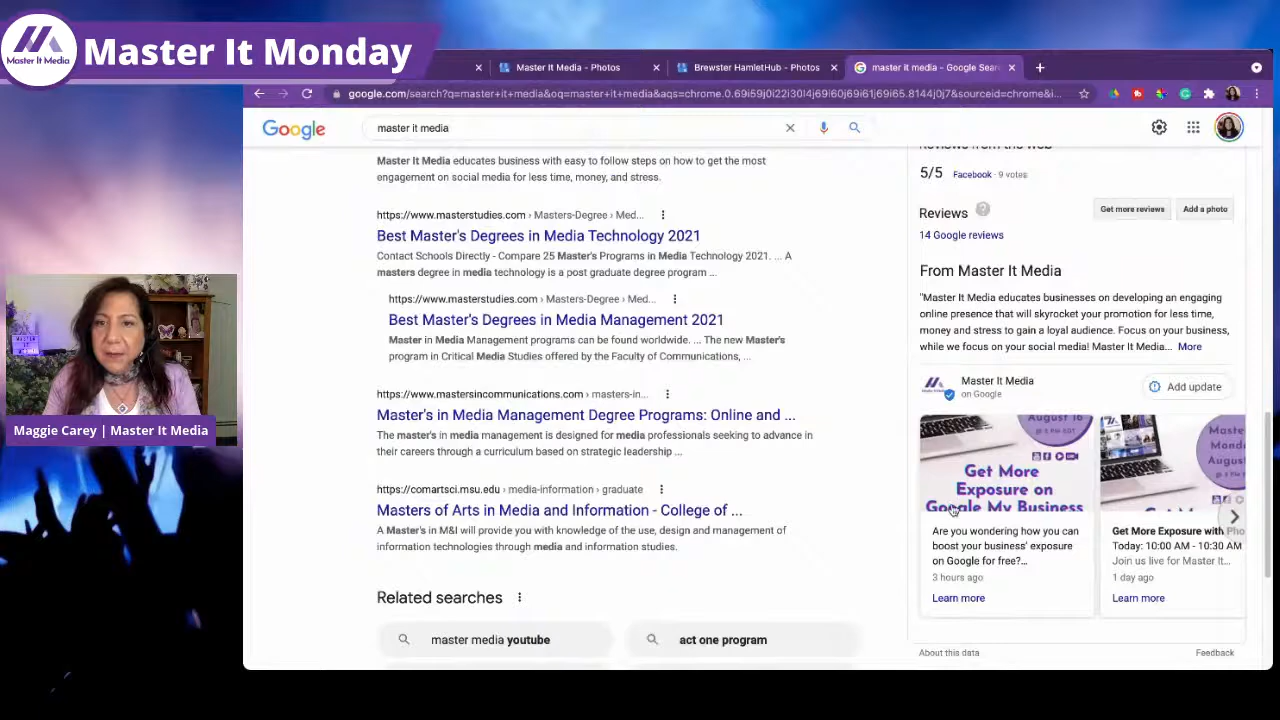 Master It Media
Master It Monday
Master It Media - Photos
Brewster HamletHub - Photos
master it media - Google Sear
google.com/search?q=master+it+media&oq=master+it+media&aqs=chrome.0.69i59j0i22i30l4j69i60j69i61j69i65.8144j0j7&sourceid=chrome&i...
Google
master it media
Master It Media educates business with easy to follow steps on how to get the most
engagement on social media for less time, money, and stress.
https://www.masterstudies.com › Masters-Degree › Med...
Best Master's Degrees in Media Technology 2021
Contact Schools Directly - Compare 25 Master's Programs in Media Technology 2021. ... A
masters degree in media technology is a post graduate degree program ...
https://www.masterstudies.com › Masters-Degree › Med...
Best Master's Degrees in Media Management 2021
Master in Media Management programs can be found worldwide. ... The new Master's
program in Critical Media Studies offered by the Faculty of Communications, ...
https://www.mastersincommunications.com › masters-in...
Master's in Media Management Degree Programs: Online and ...
The master's in media management is designed for media professionals seeking to advance in
their careers through a curriculum based on strategic leadership ...
https://comartsci.msu.edu › media-information › graduate
Masters of Arts in Media and Information - College of ...
A Master's in M&I will provide you with knowledge of the use, design and management of
information technologies through media and information studies.
Related searches
master media youtube
act one program
Reviews from the web
5/5 Facebook · 9 votes
Reviews
Get more reviews
Add a photo
14 Google reviews
From Master It Media
"Master It Media educates businesses on developing an engaging
online presence that will skyrocket your promotion for less time,
money and stress to gain a loyal audience. Focus on your business,
while we focus on your social media! Master It Media... More
Master It Media
on Google
Add update
August 16
Get More
Exposure on
Google My Business
Are you wondering how you can
boost your business' exposure
on Google for free?...
3 hours ago
Learn more
Get More Exposure with Pho
Today: 10:00 AM - 10:30 AM
Join us live for Master It...
1 day ago
Learn more
About this data
Feedback
Maggie Carey | Master It Media